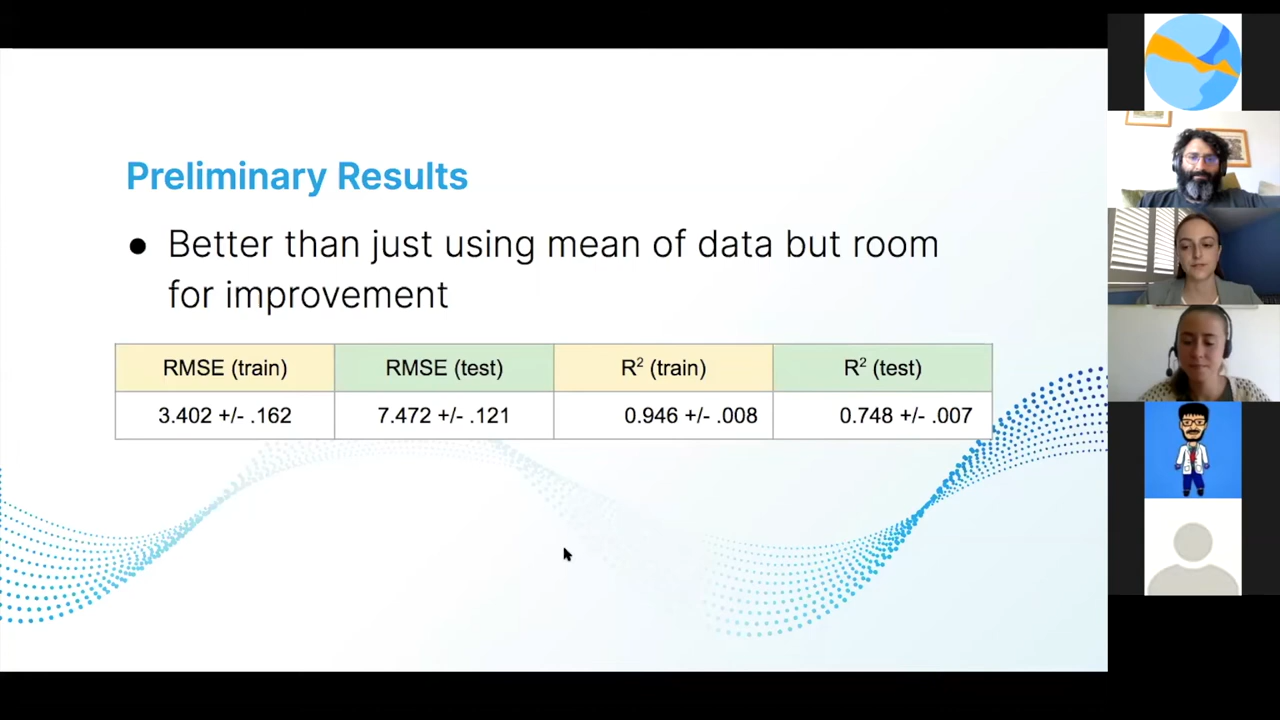 Preliminary Results
● Better than just using mean of data but room
for improvement
RMSE (train) RMSE (test) R² (train) R² (test)
3.402 +/- .162 7.472 +/- .121 0.946 +/- .008 0.748 +/- .007